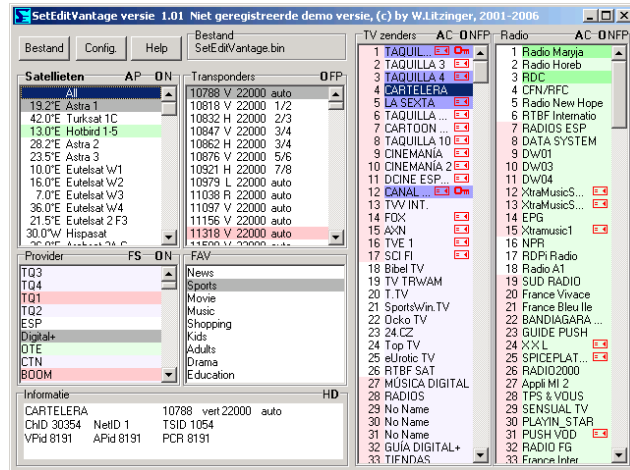 SetEditVantage versie 1.01 Niet geregistreerde demo versie, (c) by W.Litzinger, 2001-2006
Bestand
Config.
Help
Bestand
SetEditVantage.bin
Satellieten AP ON
All
19.2°E Astra 1
42.0°E Turksat 1C
13.0°E Hotbird 1-5
28.2°E Astra 2
23.5°E Astra 3
10.0°E Eutelsat W1
16.0°E Eutelsat W2
7.0°E Eutelsat W3
36.0°E Eutelsat W4
21.5°E Eutelsat 2 F3
30.0°W Hispasat
Transponders OFP
10788 V 22000 auto
10818 V 22000 1/2
10832 H 22000 2/3
10847 V 22000 3/4
10862 H 22000 3/4
10876 V 22000 5/6
10921 H 22000 7/8
10979 L 22000 auto
11038 R 22000 auto
11097 V 22000 auto
11156 V 22000 auto
11318 V 22000 auto
11508 V 22000 auto
Provider FS ON
TQ3
TQ4
TQ1
TQ2
ESP
Digital+
OTE
CTN
BOOM
FAV
News
Sports
Movie
Music
Shopping
Kids
Adults
Drama
Education
Informatie HD
CARTELERA 10788 vert 22000 auto
ChID 30354 NetID 1 TSID 1054
VPid 8191 APid 8191 PCR 8191
TV zenders AC ONFP
1 TAQUIL...
2 TAQUILLA 3
3 TAQUILLA 4
4 CARTELERA
5 LA SEXTA
6 TAQUILLA ...
7 CARTOON ...
8 TAQUILLA 10
9 CINEMANÍA
10 CINEMANÍA 2
11 DCINE ESP...
12 CANAL ...
13 TVV INT.
14 FOX
15 AXN
16 TVE 1
17 SCI FI
18 Bibel TV
19 TV TRWAM
20 T.TV
21 SportsWin.TV
22 Ocko TV
23 24.CZ
24 Top TV
25 eUrotic TV
26 RTBF SAT
27 MÚSICA DIGITAL
28 RADIOS
29 No Name
30 No Name
31 No Name
32 GUÍA DIGITAL+
33 TIENDAS
Radio AC ONFP
1 Radio Maryja
2 Radio Horeb
3 RDC
4 CFN/RFC
5 Radio New Hope
6 RTBF Internatio
7 RADIOS ESP
8 DATA SYSTEM
9 DW01
10 DW03
11 DW04
12 XtraMusicS...
13 XtraMusicS...
14 EPG
15 Xtramusic1
16 NPR
17 RDPi Radio
18 Radio A1
19 SUD RADIO
20 France Vivace
21 France Bleu Ile
22 BANDIAGARA ...
23 GUIDE PUSH
24 X X L
25 SPICEPLAT...
26 RADIO2000
27 Appli MI 2
28 TPS & VOUS
29 SENSUAL TV
30 PLAYIN_STAR
31 PUSH VOD
32 RADIO FG
33 France Inter